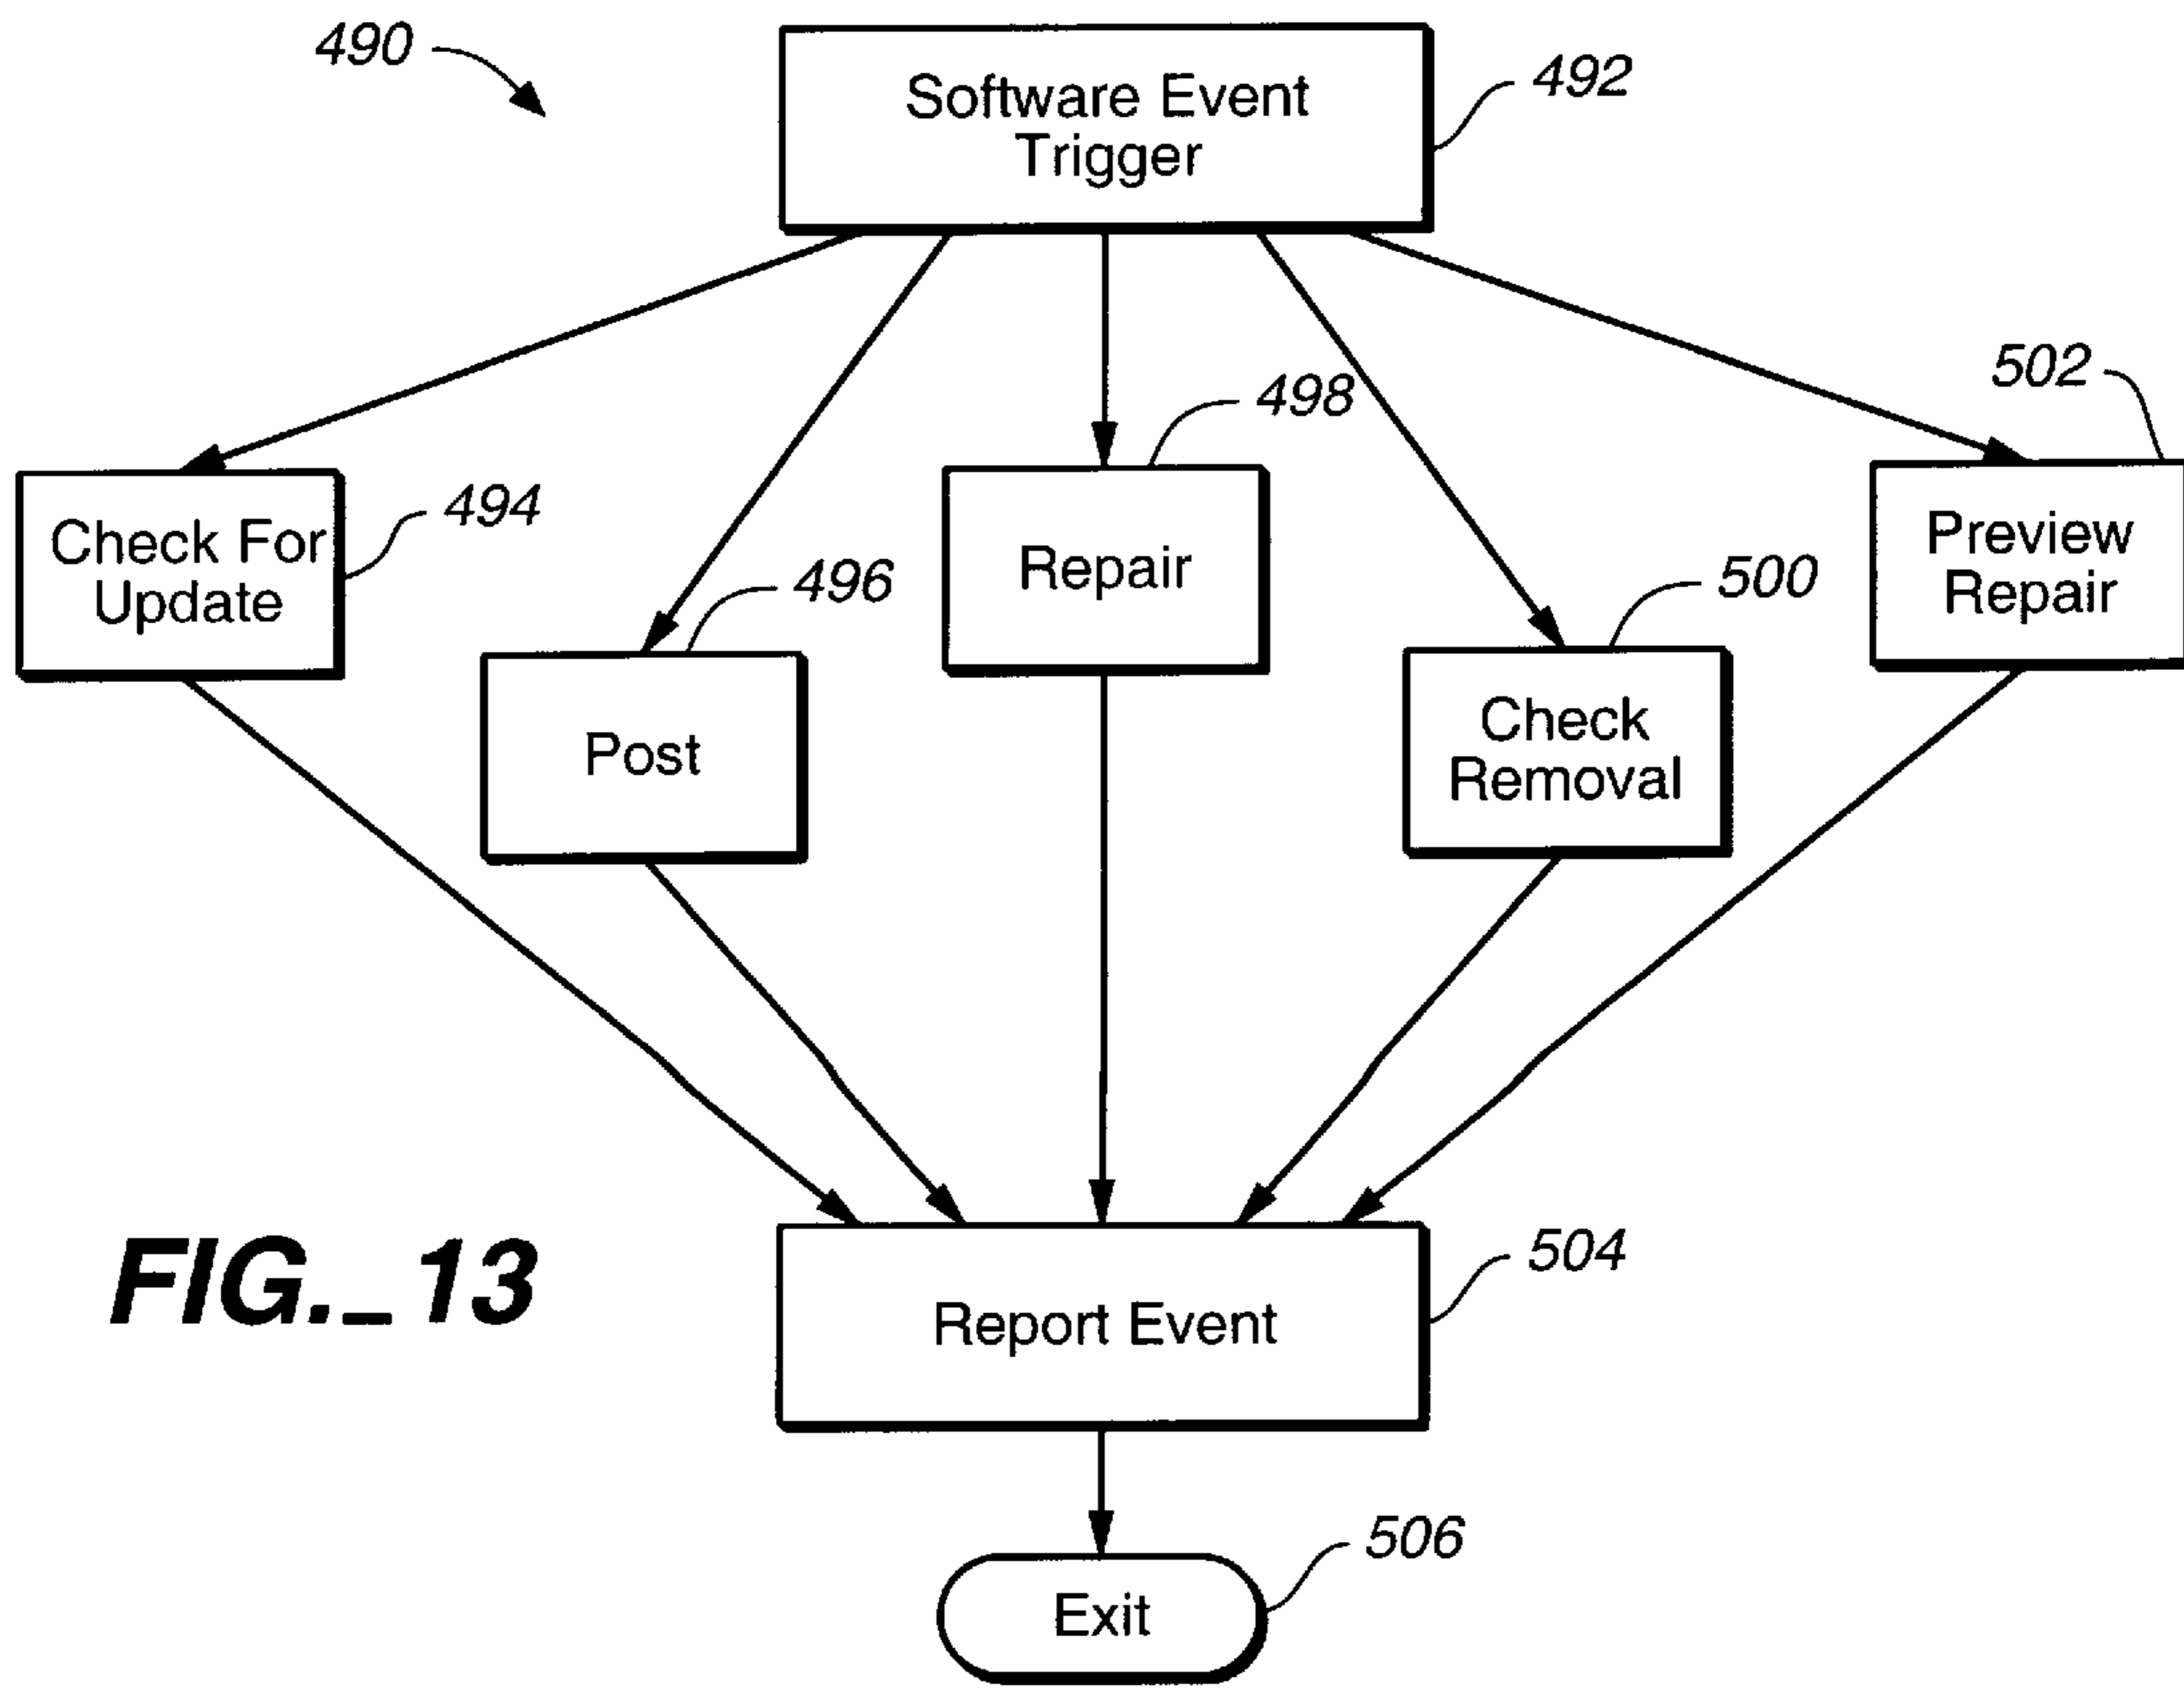 490
Software Event
Trigger
492
498
502
Check For
Update
494
496
Repair
500
Preview
Repair
Post
Check
Removal
FIG._13
Report Event
504
Exit
506